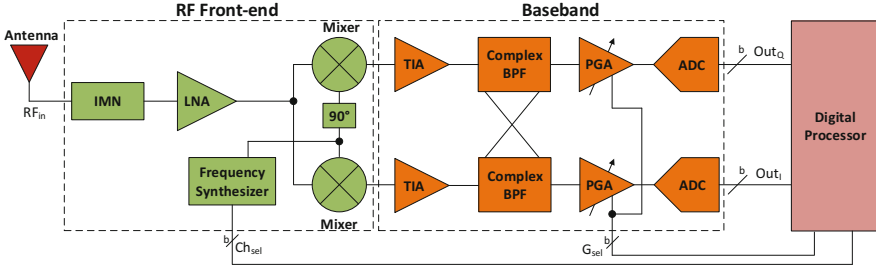 RF Front-end
Baseband
Antenna
RFin
IMN
LNA
Mixer
90°
Frequency
Synthesizer
Mixer
TIA
Complex
BPF
PGA
ADC
b
OutQ
TIA
Complex
BPF
PGA
ADC
b
OutI
Digital
Processor
b
Chsel
b
Gsel